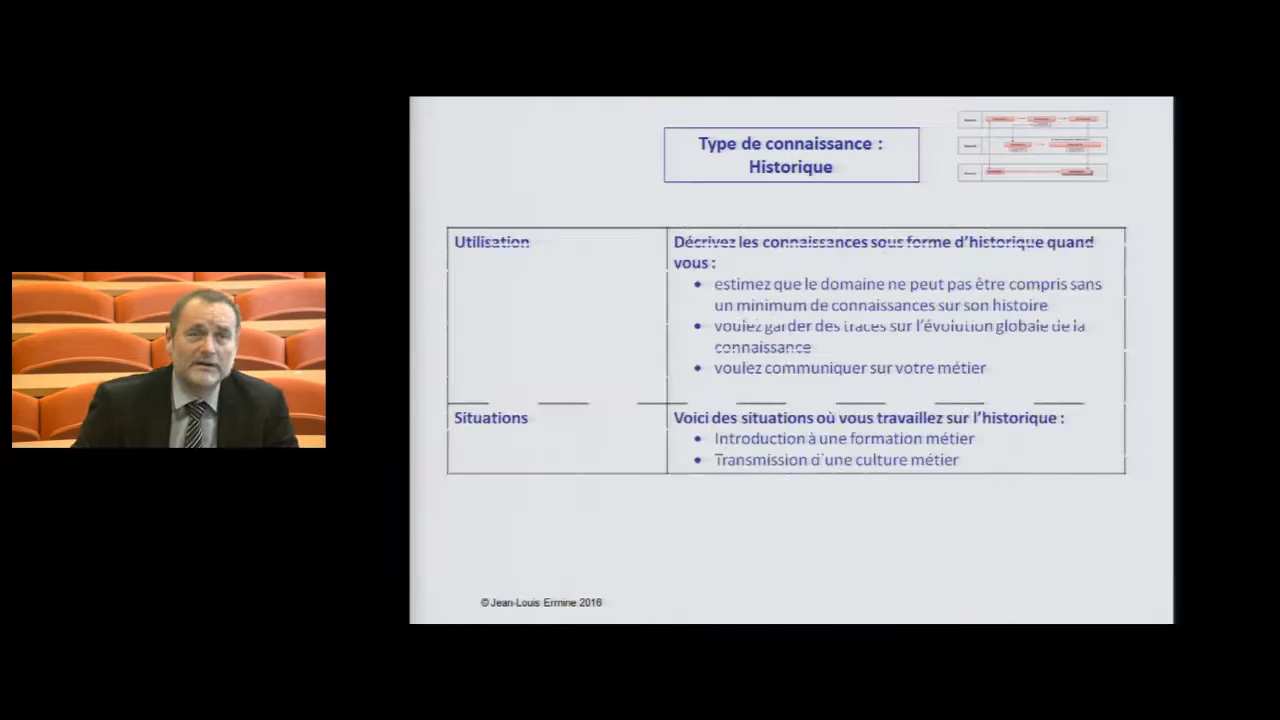 Type de connaissance :
Historique
Utilisation
Décrivez les connaissances sous forme d'historique quand
vous :
• estimez que le domaine ne peut pas être compris sans
un minimum de connaissances sur son histoire
• voulez garder des traces sur l'évolution globale de la
connaissance
• voulez communiquer sur votre métier
Situations
Voici des situations où vous travaillez sur l'historique :
• Introduction à une formation métier
• Transmission d'une culture métier
© Jean-Louis Ermine 2016